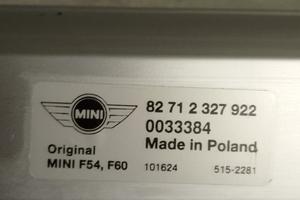 MINI
82 71 2 327 922
0033384
Made in Poland
Original
MINI F54, F60
101624 515-2281